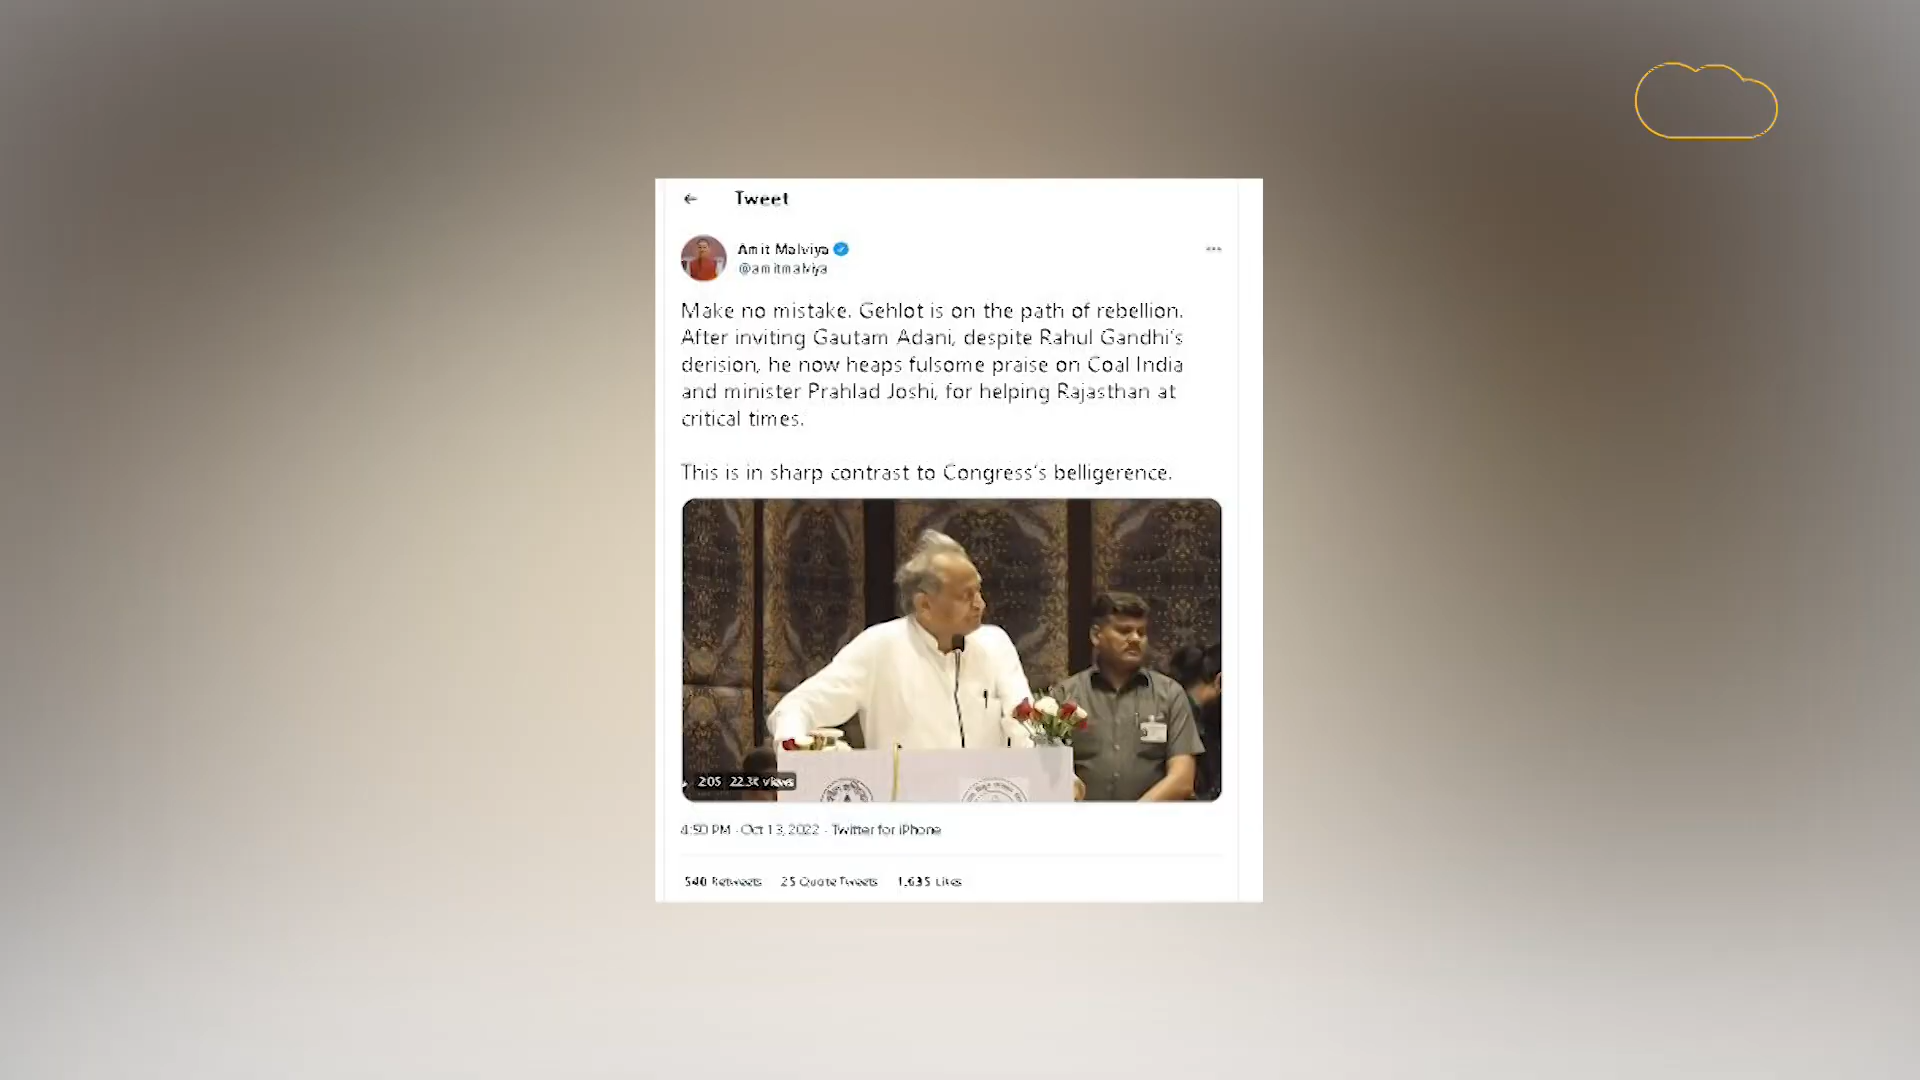 Tweet
Amit Malviya
@amitmalviya
Make no mistake. Gehlot is on the path of rebellion.
After inviting Gautam Adani, despite Rahul Gandhi's
derision, he now heaps fulsome praise on Coal India
and minister Prahlad Joshi, for helping Rajasthan at
critical times.
This is in sharp contrast to Congress's belligerence.
2:05 22.3K views
4:50 PM · Oct 13, 2022 · Twitter for iPhone
540 Retweets 25 Quote Tweets 1,635 Likes